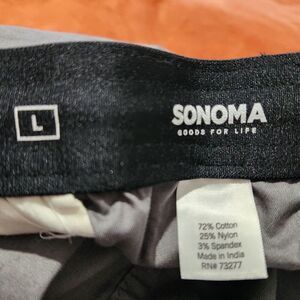 L
SONOMA
GOODS FOR LIFE
72% Cotton
25% Nylon
3% Spandex
Made in India
RN# 73277